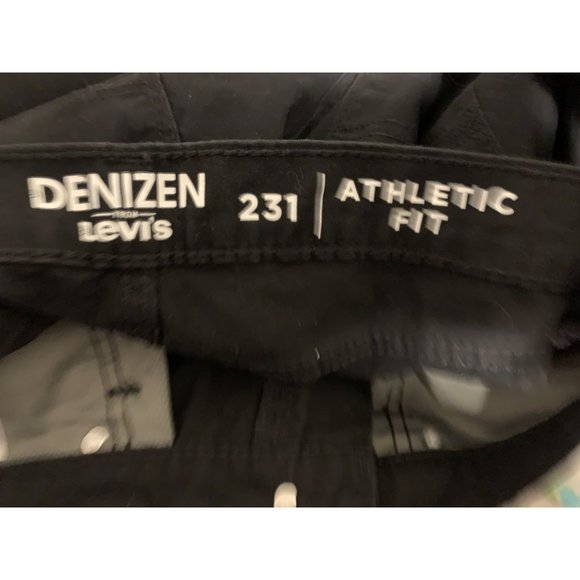 DENIZEN
FROM
Levi's
231 | ATHLETIC
FIT